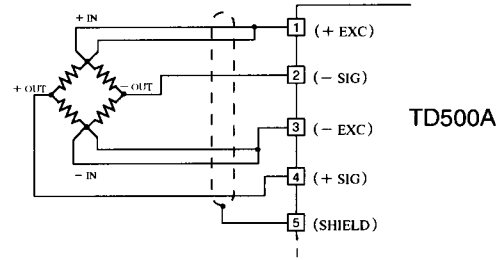 + IN
1 (+ EXC)
+ OUT
− OUT
2 (− SIG)
TD500A
3 (− EXC)
− IN
4 (+ SIG)
5 (SHIELD)